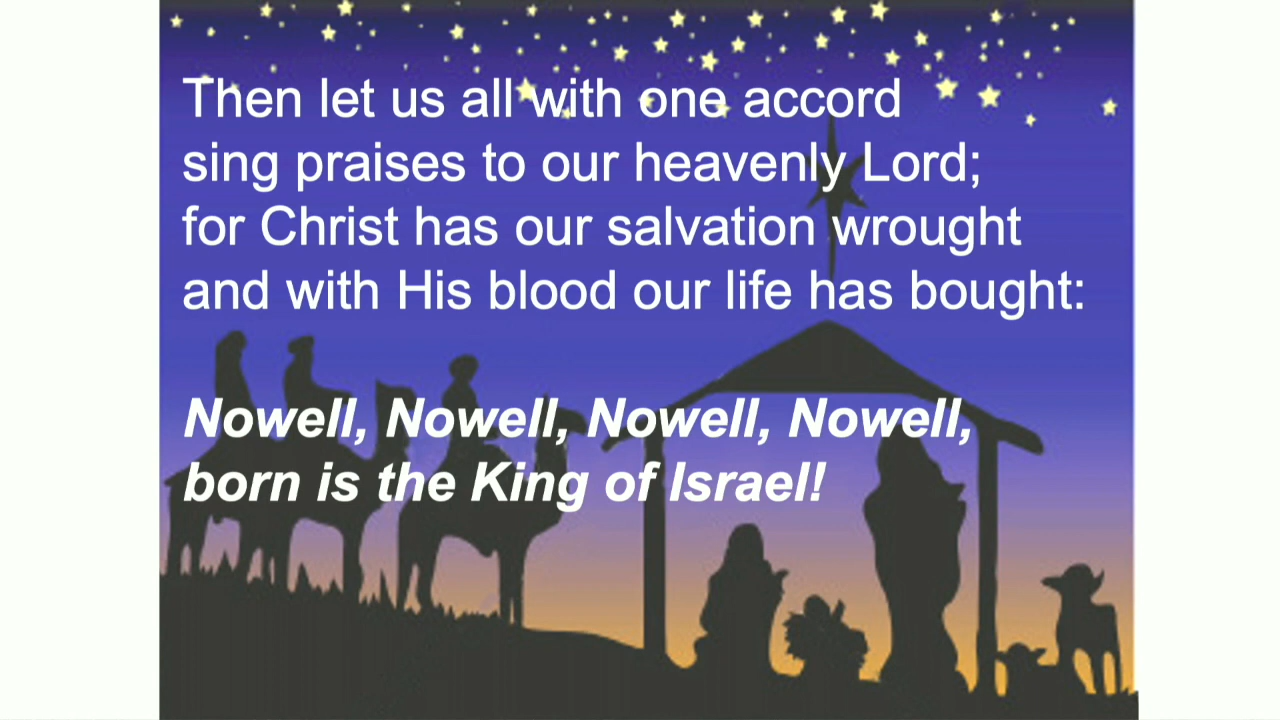 Then let us all with one accord
sing praises to our heavenly Lord;
for Christ has our salvation wrought
and with His blood our life has bought:
Nowell, Nowell, Nowell, Nowell,
born is the King of Israel!